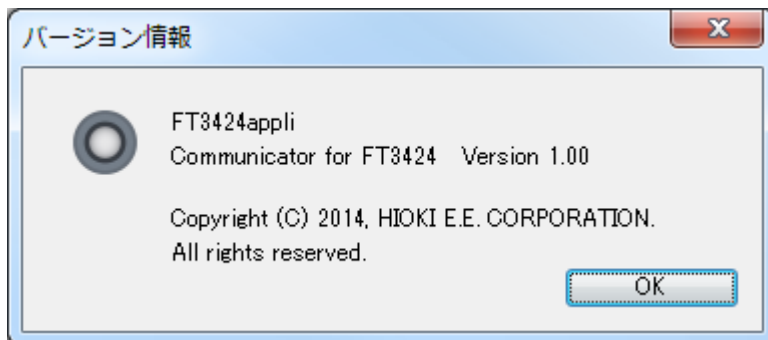 バージョン情報
FT3424appli
Communicator for FT3424 Version 1.00
Copyright (C) 2014, HIOKI E.E. CORPORATION.
All rights reserved.
OK